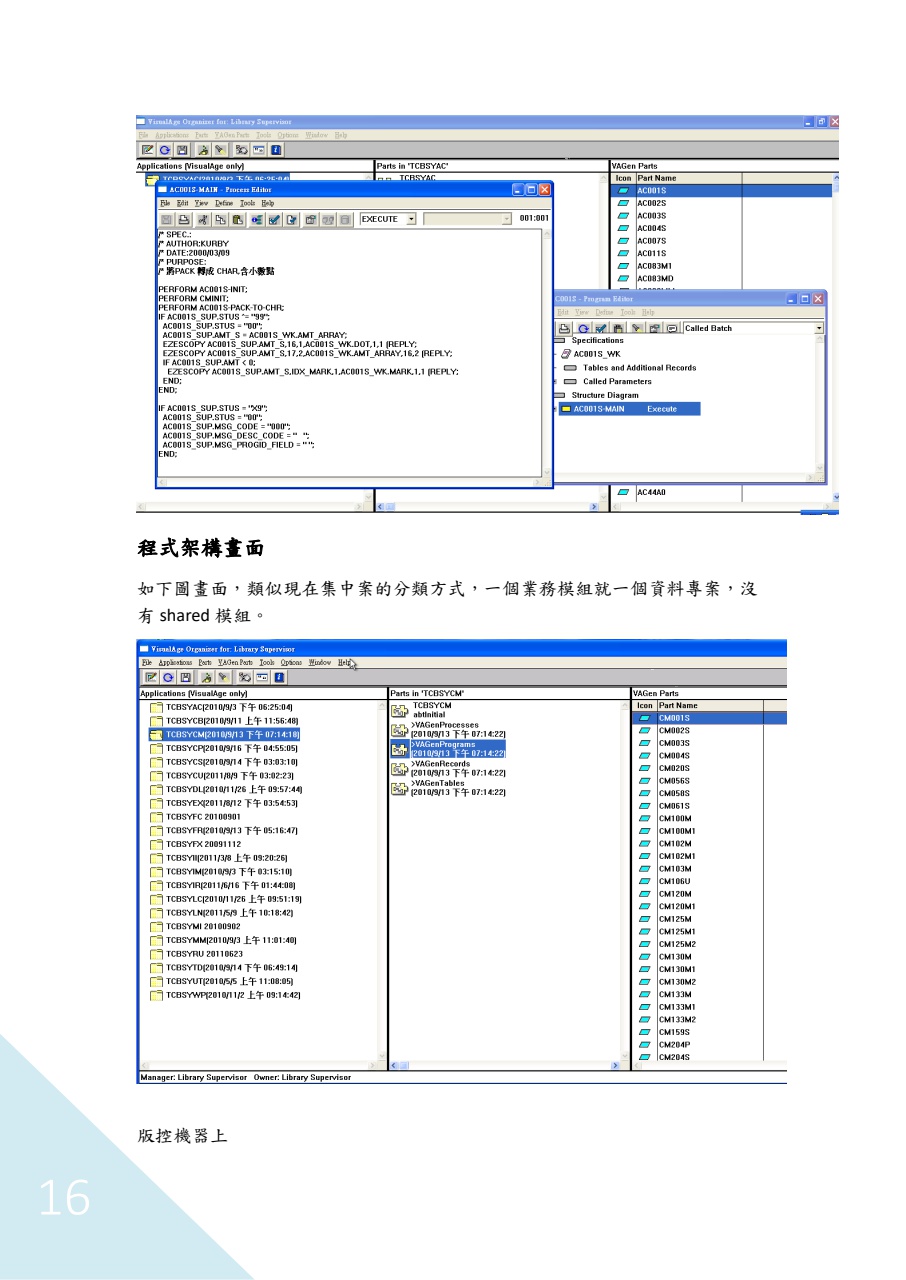 VisualAge Organizer for: Library Supervisor
File Applications Parts VAGen Parts Tools Options Window Help
Applications (VisualAge only)
Parts in 'TCBSYAC'
VAGen Parts
TCBSYAC(2010/9/3 下午 06:25:04)
TCBSYAC
Icon Part Name
AC001S
AC002S
AC003S
AC004S
AC007S
AC011S
AC083M1
AC083MD
AC44A0
AC001S-MAIN - Process Editor
File Edit View Define Tools Help
EXECUTE
001:001
/* SPEC.:
/* AUTHOR:KURBY
/* DATE:2000/03/09
/* PURPOSE:
/* 將PACK 轉成 CHAR,含小數點
PERFORM AC001S-INIT;
PERFORM CMINIT;
PERFORM AC001S-PACK-TO-CHR;
IF AC001S_SUP.STUS ^= "99";
AC001S_SUP.STUS = "00";
AC001S_SUP.AMT_S = AC001S_WK.AMT_ARRAY;
EZESCOPY AC001S_SUP.AMT_S,16,1,AC001S_WK.DOT,1,1 (REPLY;
EZESCOPY AC001S_SUP.AMT_S,17,2,AC001S_WK.AMT_ARRAY,16,2 (REPLY;
IF AC001S_SUP.AMT < 0;
EZESCOPY AC001S_SUP.AMT_S,IDX_MARK,1,AC001S_WK.MARK,1,1 (REPLY;
END;
END;
IF AC001S_SUP.STUS = "X9";
AC001S_SUP.STUS = "00";
AC001S_SUP.MSG_CODE = "000";
AC001S_SUP.MSG_DESC_CODE = "   ";
AC001S_SUP.MSG_PROGID_FIELD = " ";
END;
C001S - Program Editor
Edit View Define Tools Help
Called Batch
Specifications
AC001S_WK
Tables and Additional Records
Called Parameters
Structure Diagram
AC001S-MAIN Execute
程式架構畫面
如下圖畫面，類似現在集中案的分類方式，一個業務模組就一個資料專案，沒
有 shared 模組。
VisualAge Organizer for: Library Supervisor
File Applications Parts VAGen Parts Tools Options Window Help
Applications (VisualAge only)
TCBSYAC(2010/9/3 下午 06:25:04)
TCBSYCB(2010/9/11 上午 11:56:48)
TCBSYCM(2010/9/13 下午 07:14:10)
TCBSYCP(2010/9/16 下午 04:55:05)
TCBSYCS(2010/9/14 下午 03:03:10)
TCBSYCU(2011/8/9 下午 03:02:23)
TCBSYDL(2010/11/26 上午 09:57:44)
TCBSYEX(2011/8/12 下午 03:54:53)
TCBSYFC 20100901
TCBSYFR(2010/9/13 下午 05:16:47)
TCBSYFX 20091112
TCBSYII(2011/3/8 上午 09:20:26)
TCBSYIM(2010/9/3 下午 03:15:10)
TCBSYIR(2011/6/16 下午 01:44:08)
TCBSYLC(2010/11/26 上午 09:51:19)
TCBSYLN(2011/5/9 上午 10:18:42)
TCBSYMI 20100902
TCBSYMM(2010/9/3 上午 11:01:40)
TCBSYRU 20110623
TCBSYTD(2010/9/14 下午 06:49:14)
TCBSYUT(2010/5/5 上午 11:08:05)
TCBSYWP(2010/11/2 上午 09:14:42)
Parts in 'TCBSYCM'
TCBSYCM
abtInitial
>VAGenProcesses
(2010/9/13 下午 07:14:22)
>VAGenPrograms
(2010/9/13 下午 07:14:22)
>VAGenRecords
(2010/9/13 下午 07:14:22)
>VAGenTables
(2010/9/13 下午 07:14:22)
VAGen Parts
Icon Part Name
CM001S
CM002S
CM003S
CM004S
CM020S
CM056S
CM058S
CM061S
CM100M
CM100M1
CM102M
CM102M1
CM103M
CM106U
CM120M
CM120M1
CM125M
CM125M1
CM125M2
CM130M
CM130M1
CM130M2
CM133M
CM133M1
CM133M2
CM159S
CM204P
CM204S
Manager: Library Supervisor Owner: Library Supervisor
版控機器上
16